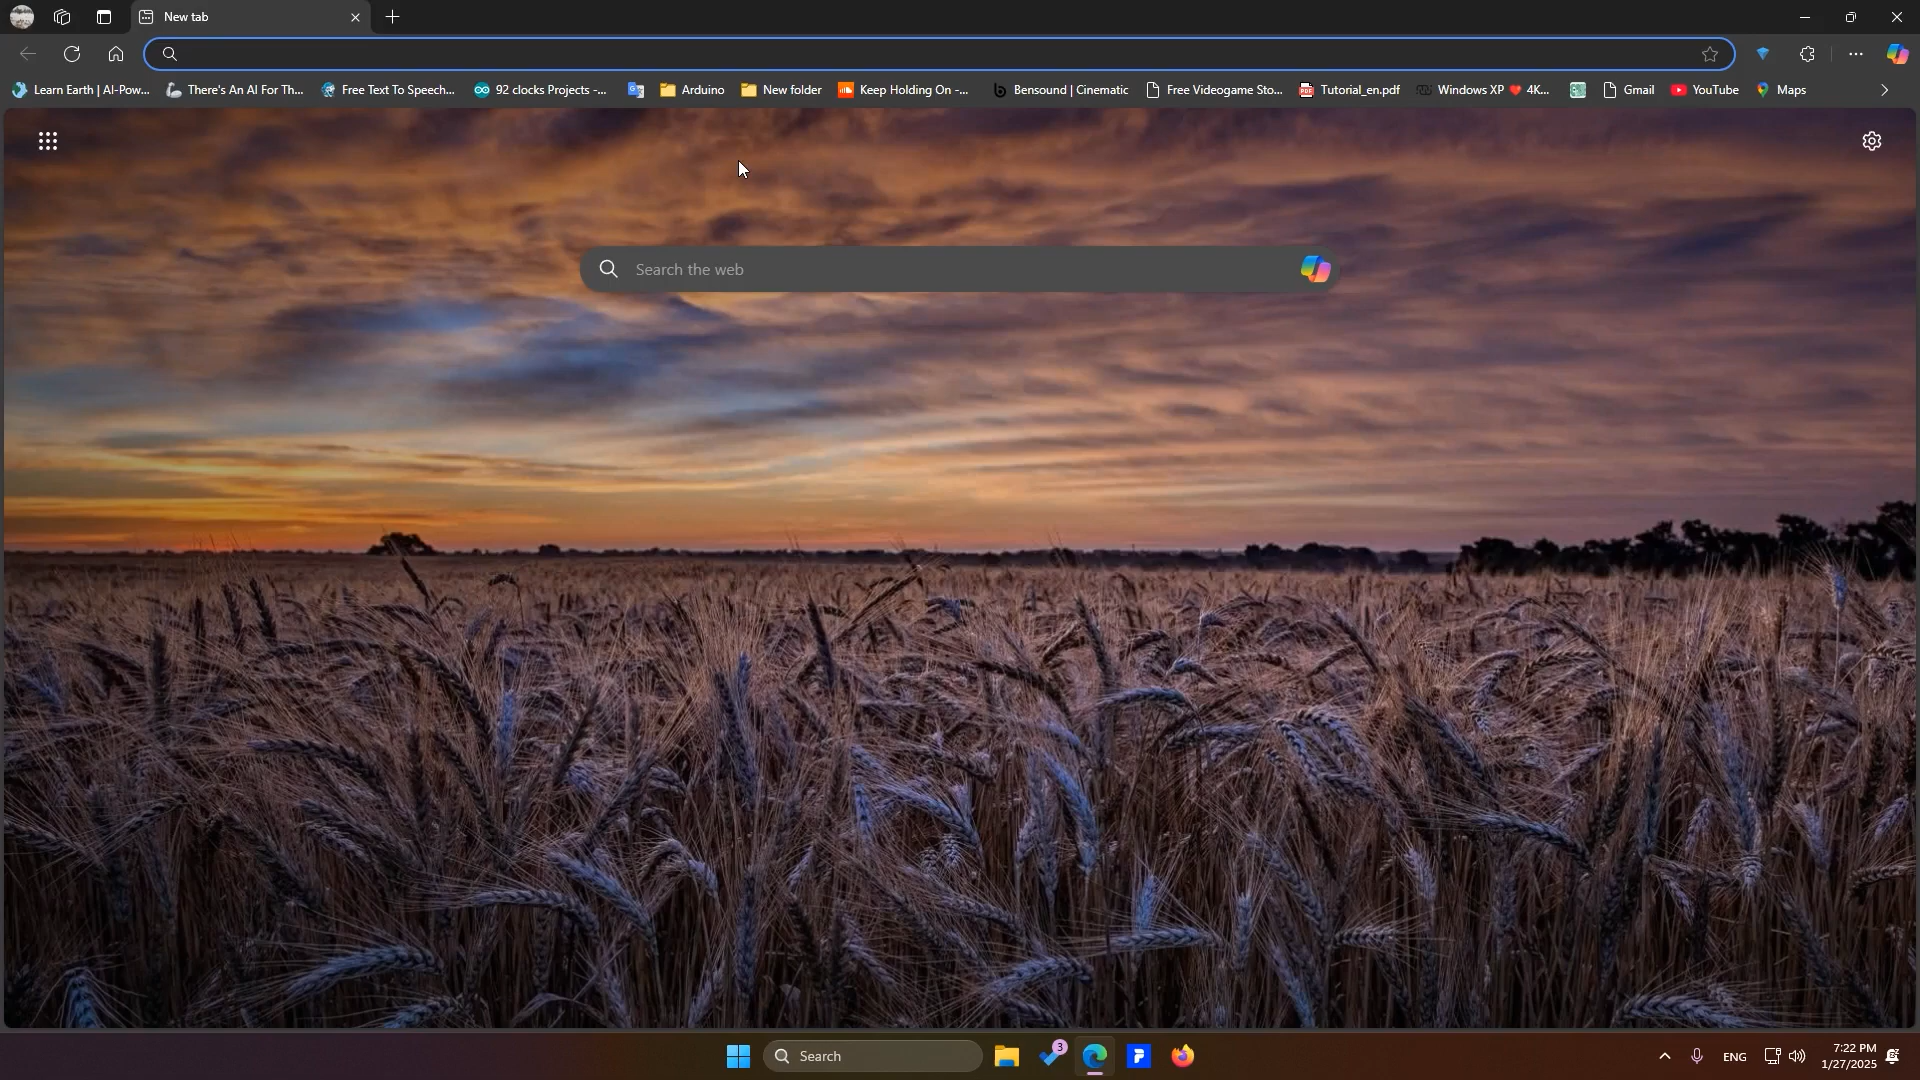 New tab
Learn Earth | AI-Pow...
There's An AI For Th...
Free Text To Speech...
92 clocks Projects -...
Arduino
New folder
Keep Holding On -...
Bensound | Cinematic
Free Videogame Sto...
Tutorial_en.pdf
Windows XP ❤ 4K...
Gmail
YouTube
Maps
Search the web
Search
3
ENG
7:22 PM
1/27/2025